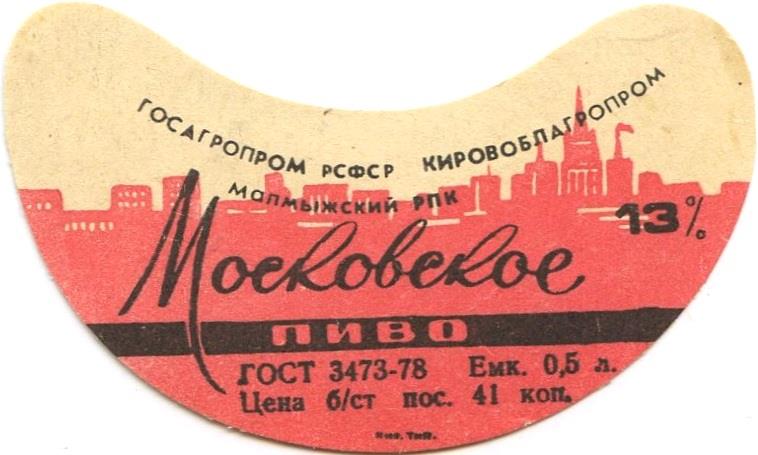 ГОСАГРОПРОМ РСФСР КИРОВОБЛАГРОПРОМ
МАЛМЫЖСКИЙ РПК
13%
Московское
ПИВО
ГОСТ 3473-78 Емк. 0,5 л.
Цена б/ст пос. 41 коп.
тип.